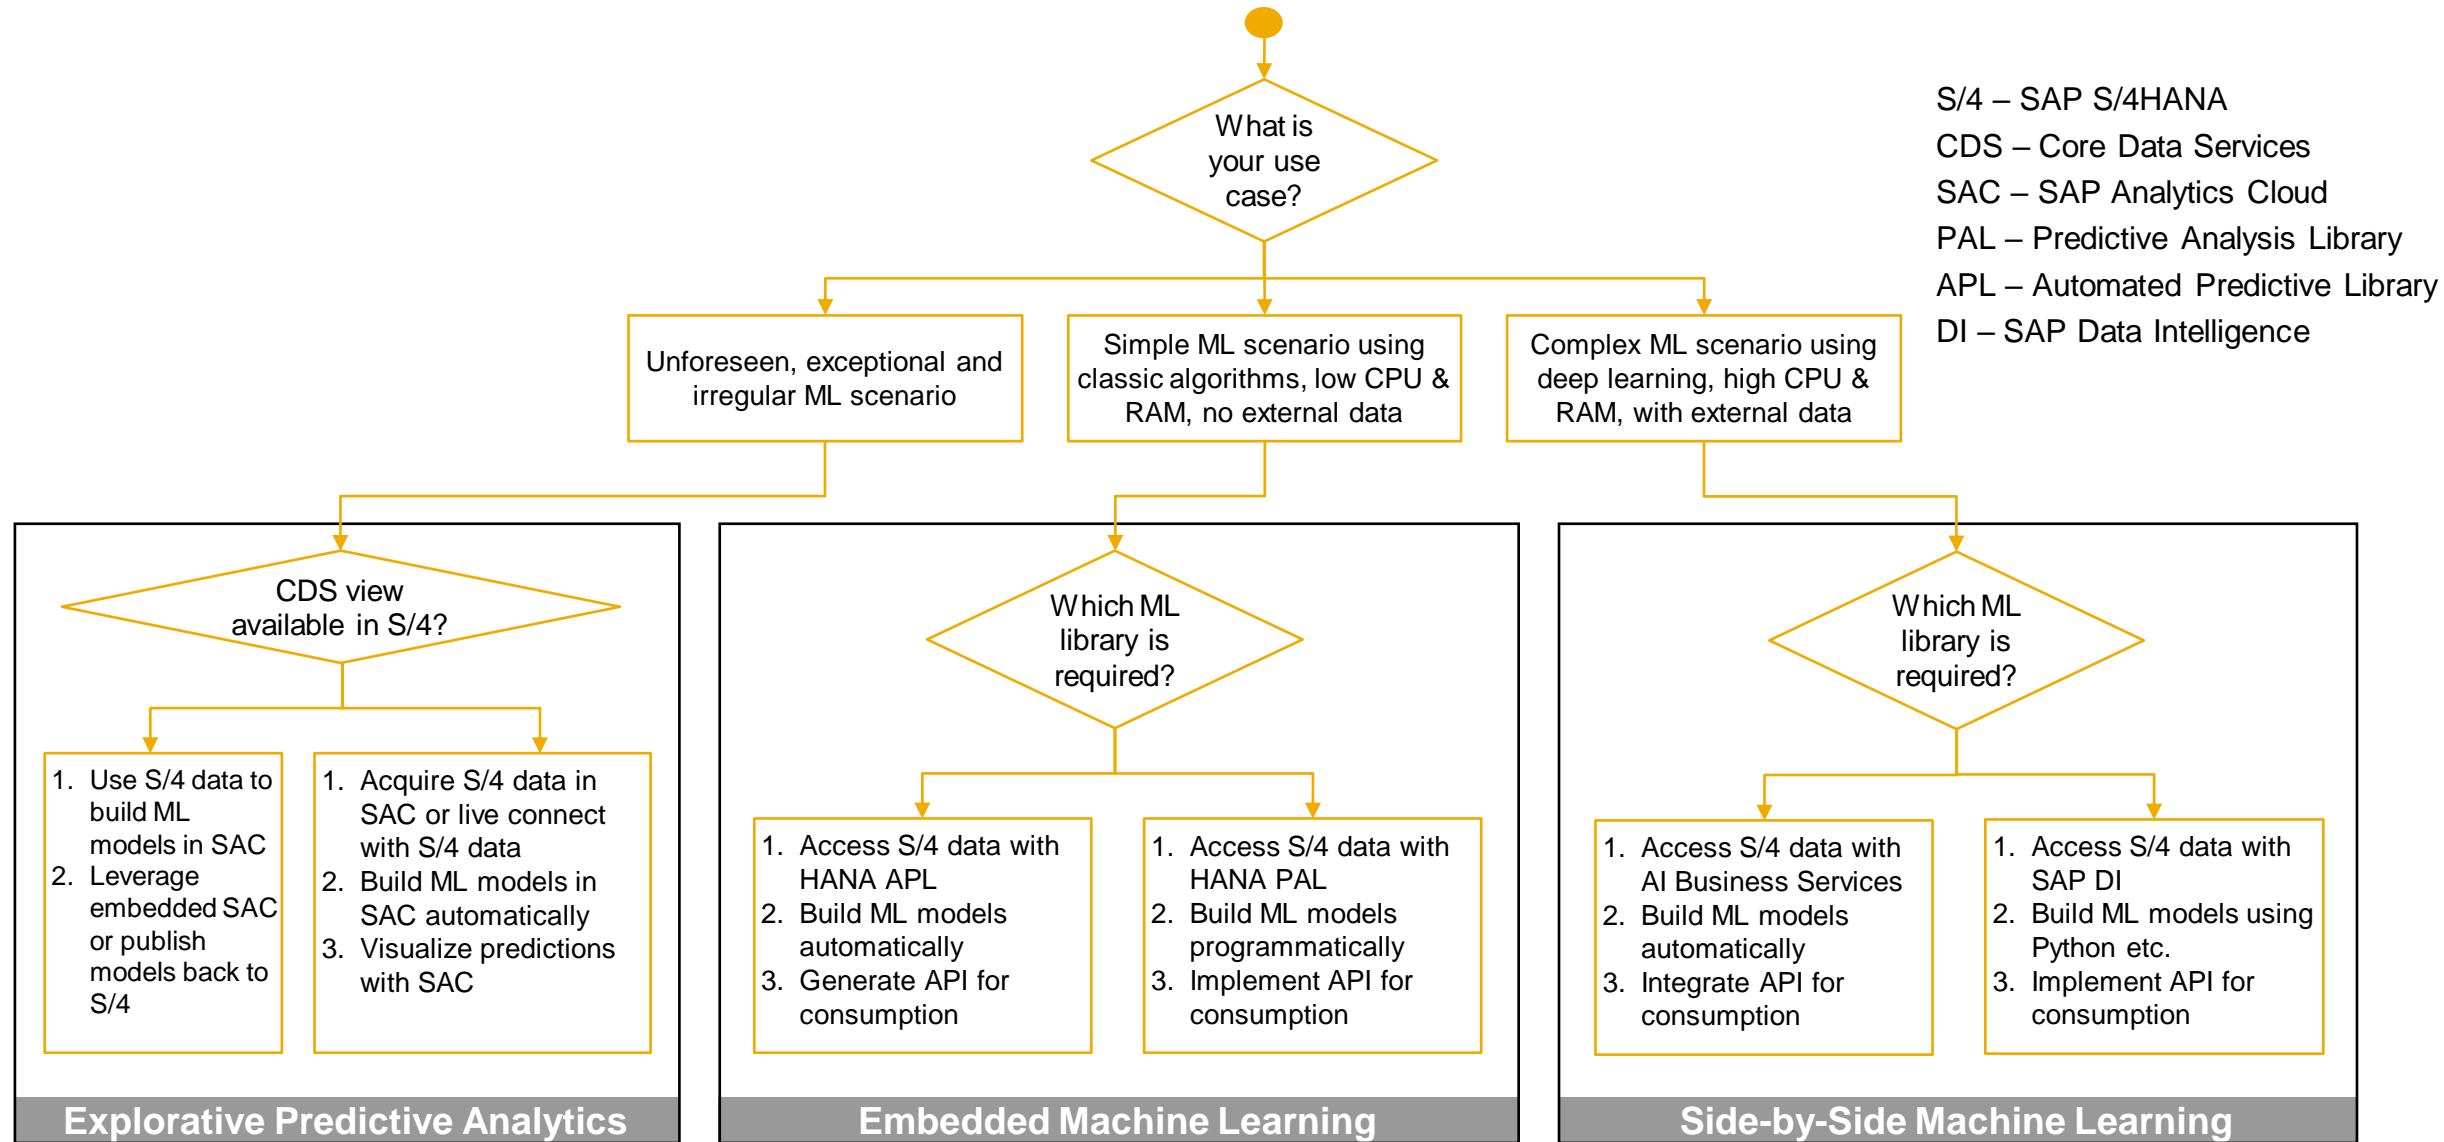 What is
your use
case?
S/4 – SAP S/4HANA
CDS – Core Data Services
SAC – SAP Analytics Cloud
PAL – Predictive Analysis Library
APL – Automated Predictive Library
DI – SAP Data Intelligence
Unforeseen, exceptional and
irregular ML scenario
Simple ML scenario using
classic algorithms, low CPU &
RAM, no external data
Complex ML scenario using
deep learning, high CPU &
RAM, with external data
CDS view
available in S/4?
1. Use S/4 data to
build ML
models in SAC
2. Leverage
embedded SAC
or publish
models back to
S/4
1. Acquire S/4 data in
SAC or live connect
with S/4 data
2. Build ML models in
SAC automatically
3. Visualize predictions
with SAC
Explorative Predictive Analytics
Which ML
library is
required?
1. Access S/4 data with
HANA APL
2. Build ML models
automatically
3. Generate API for
consumption
1. Access S/4 data with
HANA PAL
2. Build ML models
programmatically
3. Implement API for
consumption
Embedded Machine Learning
Which ML
library is
required?
1. Access S/4 data with
AI Business Services
2. Build ML models
automatically
3. Integrate API for
consumption
1. Access S/4 data with
SAP DI
2. Build ML models using
Python etc.
3. Implement API for
consumption
Side-by-Side Machine Learning